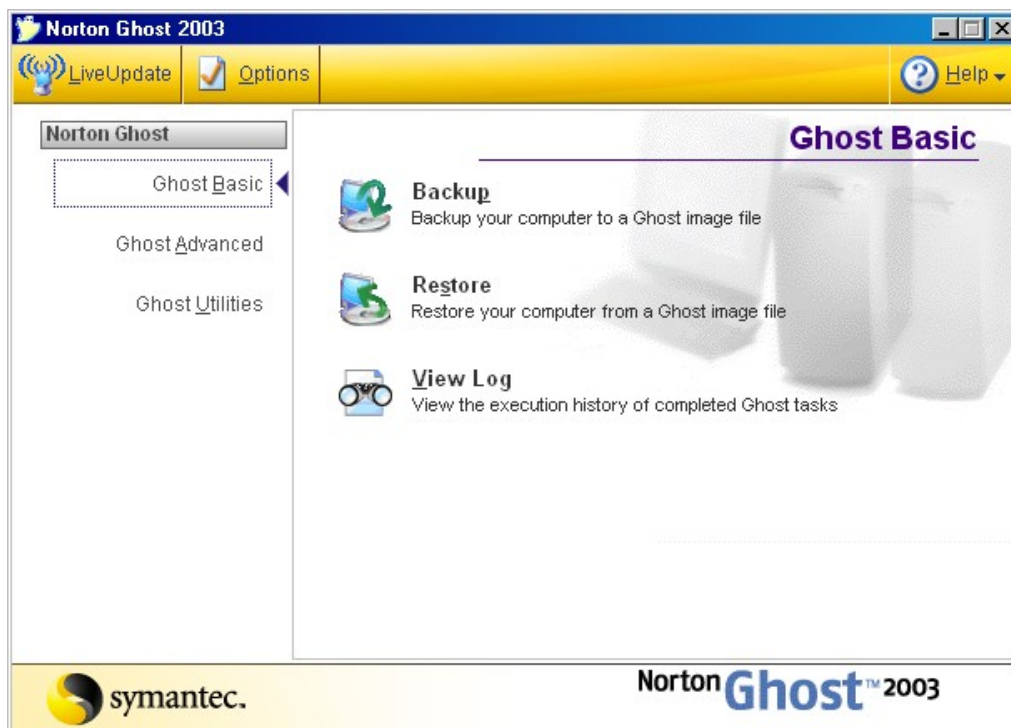 Norton Ghost 2003
LiveUpdate Options Help
Norton Ghost
Ghost Basic
Ghost Advanced
Ghost Utilities
Ghost Basic
Backup
Backup your computer to a Ghost image file
Restore
Restore your computer from a Ghost image file
View Log
View the execution history of completed Ghost tasks
symantec.
Norton Ghost™ 2003